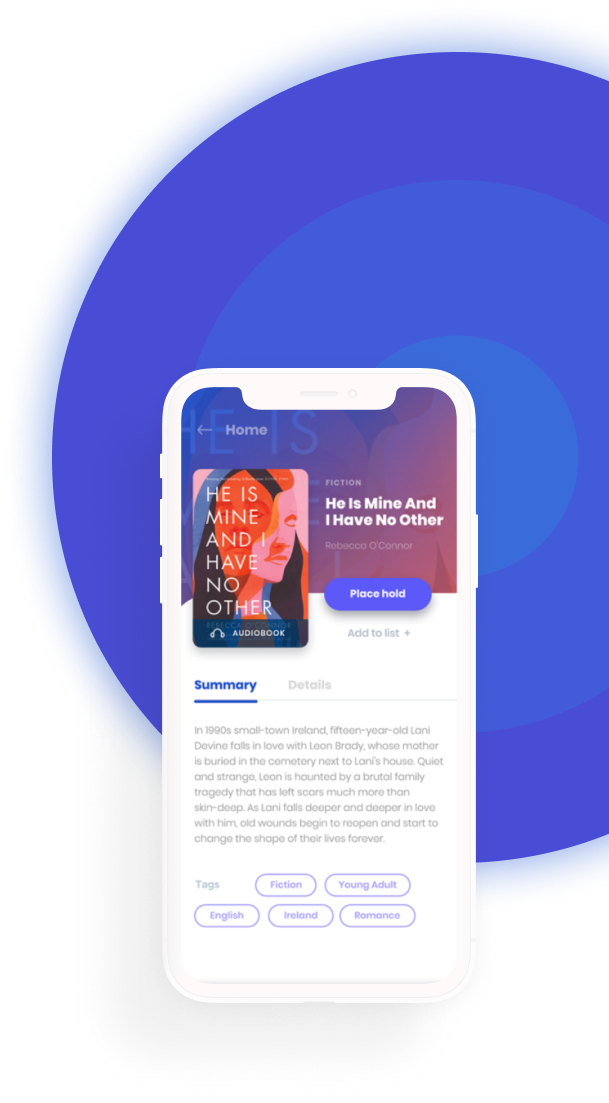 ← Home
HE IS
MINE
AND I
HAVE
NO
OTHER
REBECCA O'CONNOR
AUDIOBOOK
FICTION
He Is Mine And
I Have No Other
Rebecca O'Connor
Place hold
Add to list +
Summary
Details
In 1990s small-town Ireland, fifteen-year-old Lani
Devine falls in love with Leon Brady, whose mother
is buried in the cemetery next to Lani's house. Quiet
and strange, Leon is haunted by a brutal family
tragedy that has left scars much more than
skin-deep. As Lani falls deeper and deeper in love
with him, old wounds begin to reopen and start to
change the shape of their lives forever.
Tags
Fiction
Young Adult
English
Ireland
Romance